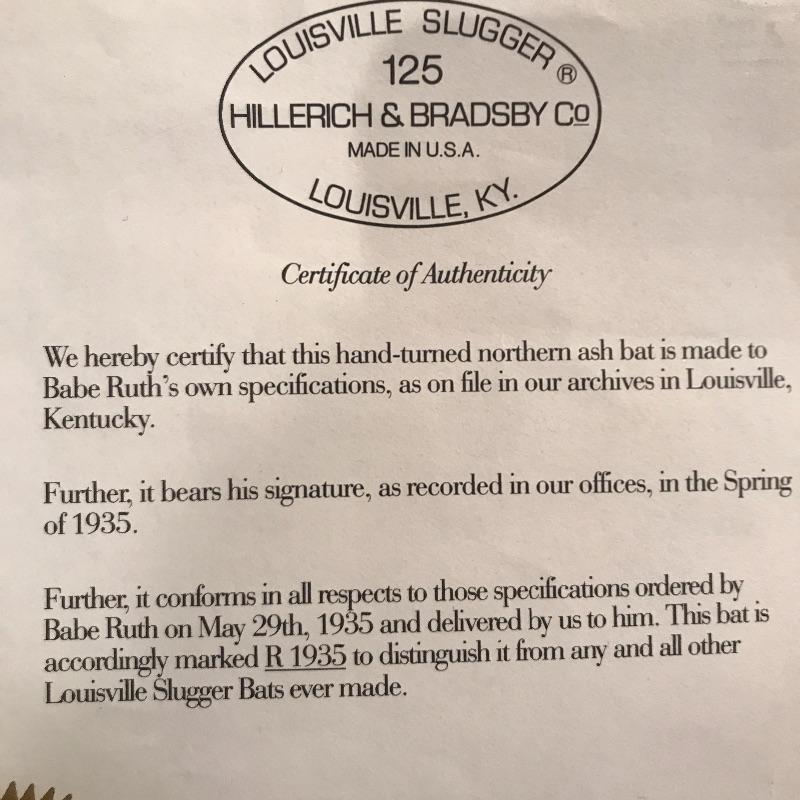 LOUISVILLE SLUGGER ®
125
HILLERICH & BRADSBY Co
MADE IN U.S.A.
LOUISVILLE, KY.
Certificate of Authenticity
We hereby certify that this hand-turned northern ash bat is made to
Babe Ruth's own specifications, as on file in our archives in Louisville,
Kentucky.
Further, it bears his signature, as recorded in our offices, in the Spring
of 1935.
Further, it conforms in all respects to those specifications ordered by
Babe Ruth on May 29th, 1935 and delivered by us to him. This bat is
accordingly marked R 1935 to distinguish it from any and all other
Louisville Slugger Bats ever made.